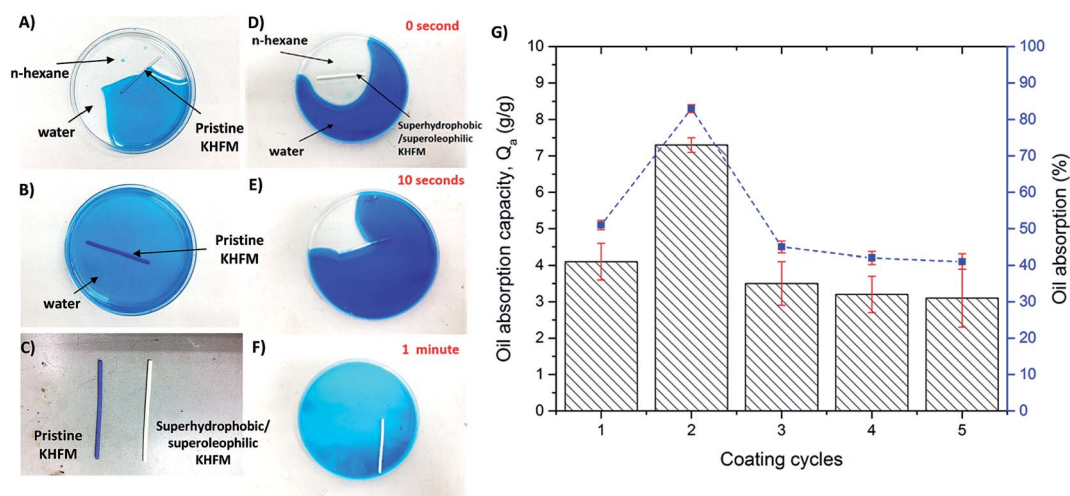 A)
n-hexane
water
Pristine
KHFM
B)
Pristine
KHFM
water
C)
Pristine
KHFM
Superhydrophobic/
superoleophilic
KHFM
D)
0 second
n-hexane
water
Superhydrophobic
/superoleophilic
KHFM
E)
10 seconds
F)
1 minute
G)
Oil absorption capacity, Qa (g/g)
10
9
8
7
6
5
4
3
2
1
0
1 2 3 4 5
Coating cycles
100
90
80
70
60
50
40
30
20
10
0
Oil absorption (%)